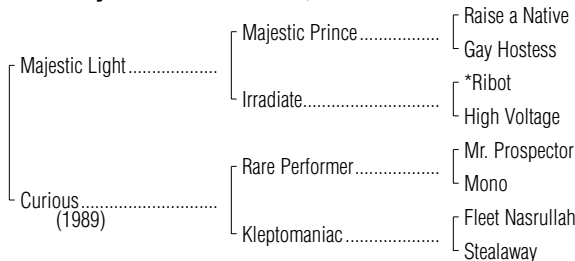 Raise a Native
Majestic Prince..................
Gay Hostess
Majestic Light....................
*Ribot
Irradiate...............................
High Voltage
Mr. Prospector
Rare Performer...................
Mono
Curious...............................
(1989)
Fleet Nasrullah
Kleptomaniac.....................
Stealaway